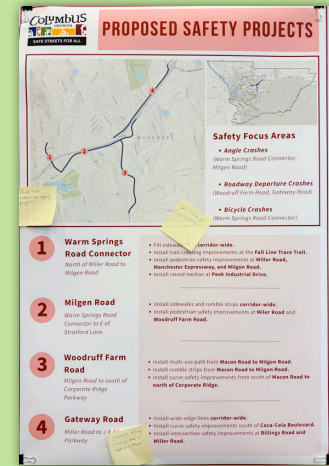 COLUMBUS
GEORGIA
SAFE STREETS FOR ALL
PROPOSED SAFETY PROJECTS
4
1
2
3
MUSCOGEE
Safety Focus Areas
• Angle Crashes
(Warm Springs Road Connector,
Milgen Road)
• Roadway Departure Crashes
(Woodruff Farm Road, Gateway Road)
• Bicycle Crashes
(Warm Springs Road Connector)
1
Warm Springs
Road Connector
North of Miller Road to
Milgen Road
• Fill sidewalk corridor-wide.
• Install trail crossing improvements at the Fall Line Trace Trail.
• Install pedestrian safety improvements at Miller Road,
Manchester Expressway, and Milgen Road.
• Install raised median at Peek Industrial Drive.
2
Milgen Road
Warm Springs Road
Connector to E of
Stratford Lane
• Install sidewalks and rumble strips corridor-wide.
• Install pedestrian safety improvements at Miler Road and
Woodruff Farm Road.
3
Woodruff Farm
Road
Milgen Road to south of
Corporate Ridge
Parkway
• Install multi-use path from Macon Road to Milgen Road.
• Install rumble strips from Macon Road to Milgen Road.
• Install curve safety improvements from north of Macon Road to
north of Corporate Ridge.
4
Gateway Road
Miller Road to J R
Parkway
• Install wide-edge lines corridor-wide.
• Install curve safety improvements south of Coca-Cola Boulevard.
• Install intersection safety improvements at Billings Road and
Miller Road.